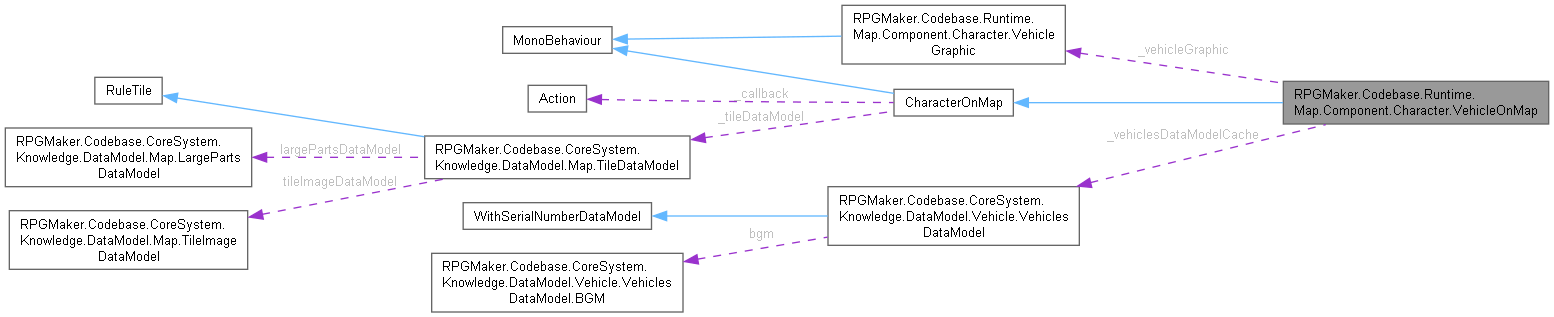 RPGMaker.Codebase.Runtime.
Map.Component.Character.Vehicle
Graphic
MonoBehaviour
_vehicleGraphic
RuleTile
Action
_callback
CharacterOnMap
RPGMaker.Codebase.Runtime.
Map.Component.Character.VehicleOnMap
_tileDataModel
RPGMaker.Codebase.CoreSystem.
Knowledge.DataModel.Map.LargeParts
DataModel
largePartsDataModel
RPGMaker.Codebase.CoreSystem.
Knowledge.DataModel.Map.TileDataModel
_vehiclesDataModelCache
tileImageDataModel
RPGMaker.Codebase.CoreSystem.
Knowledge.DataModel.Map.TileImage
DataModel
WithSerialNumberDataModel
RPGMaker.Codebase.CoreSystem.
Knowledge.DataModel.Vehicle.Vehicles
DataModel
bgm
RPGMaker.Codebase.CoreSystem.
Knowledge.DataModel.Vehicle.Vehicles
DataModel.BGM